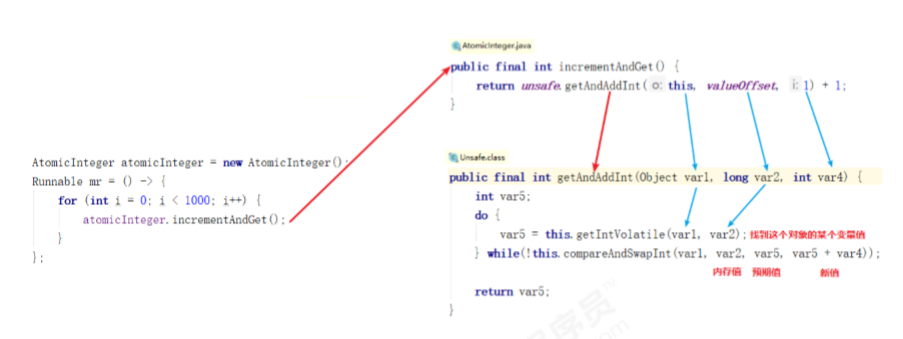 AtomicInteger atomicInteger = new AtomicInteger();
Runnable mr = () -> {
for (int i = 0; i < 1000; i++) {
atomicInteger.incrementAndGet();
}
};
AtomicInteger.java
public final int incrementAndGet() {
return unsafe.getAndAddInt( o: this, valueOffset, i: 1) + 1;
}
Unsafe.class
public final int getAndAddInt(Object var1, long var2, int var4) {
int var5;
do {
var5 = this.getIntVolatile(var1, var2); 找到这个对象的某个变量值
} while(!this.compareAndSwapInt(var1, var2, var5, var5 + var4));
内存值 预期值 新值
return var5;
}
程序员